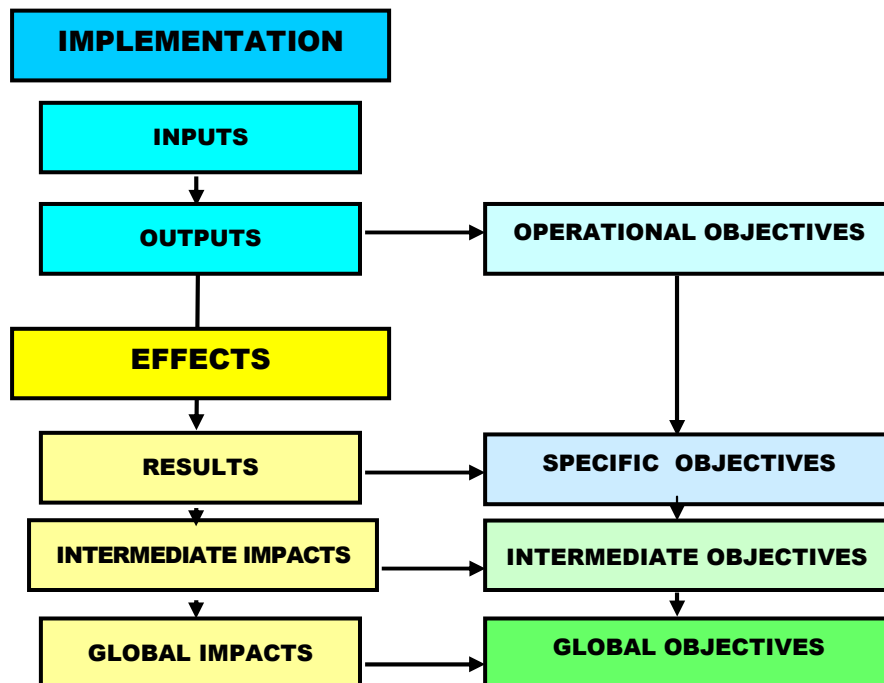 IMPLEMENTATION
INPUTS
OUTPUTS
OPERATIONAL OBJECTIVES
EFFECTS
RESULTS
SPECIFIC OBJECTIVES
INTERMEDIATE IMPACTS
INTERMEDIATE OBJECTIVES
GLOBAL IMPACTS
GLOBAL OBJECTIVES